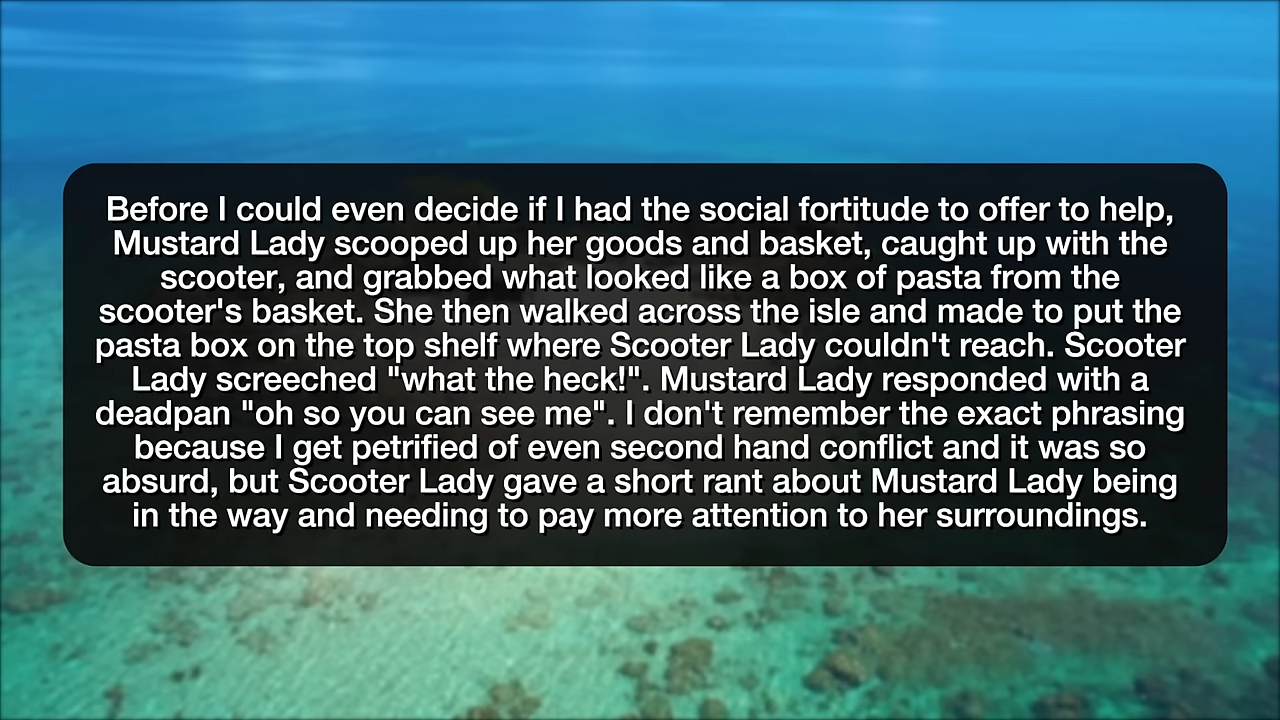 Before I could even decide if I had the social fortitude to offer to help,
Mustard Lady scooped up her goods and basket, caught up with the
scooter, and grabbed what looked like a box of pasta from the
scooter's basket. She then walked across the isle and made to put the
pasta box on the top shelf where Scooter Lady couldn't reach. Scooter
Lady screeched "what the heck!". Mustard Lady responded with a
deadpan "oh so you can see me". I don't remember the exact phrasing
because I get petrified of even second hand conflict and it was so
absurd, but Scooter Lady gave a short rant about Mustard Lady being
in the way and needing to pay more attention to her surroundings.